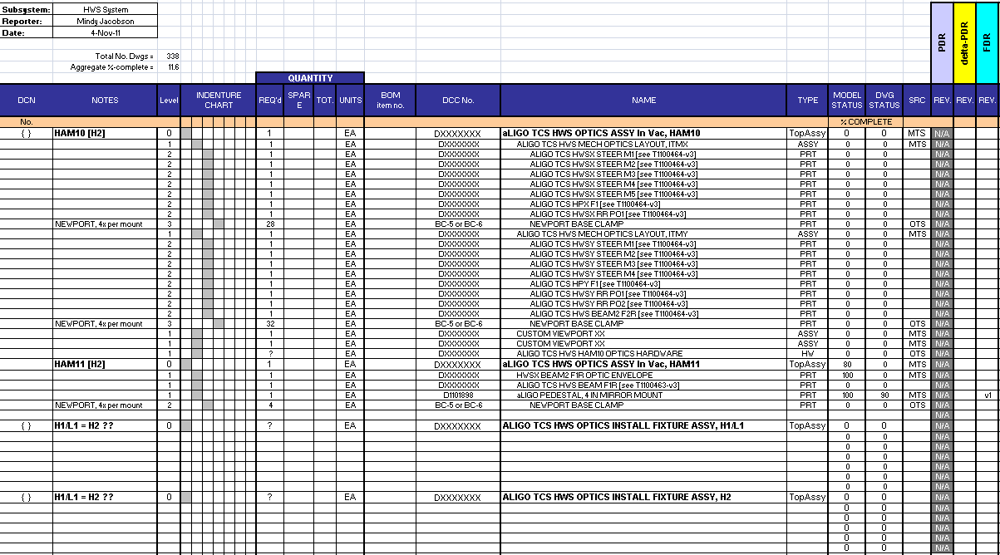 Subsystem: HWS System
Reporter: Mindy Jacobson
Date: 4-Nov-11
Total No. Dwgs = 338
Aggregate %-complete = 11.6
PDR delta-PDR FDR
QUANTITY
DCN NOTES Level INDENTURE CHART REQ'd SPARE TOT. UNITS BOM item no. DCC No. NAME TYPE MODEL STATUS DWG STATUS SRC REV. REV. REV.
No. % COMPLETE
{ } HAM10 [H2] 0 1 EA DXXXXXXX aLIGO TCS HWS OPTICS ASSY In Vac, HAM10 TopAssy 0 0 MTS N/A
1 1 EA DXXXXXXX ALIGO TCS HWS MECH OPTICS LAYOUT, ITMX ASSY 0 0 MTS N/A
2 1 EA DXXXXXXX ALIGO TCS HWSX STEER M1 [see T1100464-v3] PRT 0 0 N/A
2 1 EA DXXXXXXX ALIGO TCS HWSX STEER M2 [see T1100464-v3] PRT 0 0 N/A
2 1 EA DXXXXXXX ALIGO TCS HWSX STEER M3 [see T1100464-v3] PRT 0 0 N/A
2 1 EA DXXXXXXX ALIGO TCS HWSX STEER M4 [see T1100464-v3] PRT 0 0 N/A
2 1 EA DXXXXXXX ALIGO TCS HWSX STEER M5 [see T1100464-v3] PRT 0 0 N/A
2 1 EA DXXXXXXX ALIGO TCS HPX F1 [see T1100464-v3] PRT 0 0 N/A
2 1 EA DXXXXXXX ALIGO TCS HWSX RR PO1 [see T1100464-v3] PRT 0 0 N/A
NEWPORT, 4x per mount 3 28 EA BC-5 or BC-6 NEWPORT BASE CLAMP PRT 0 0 OTS N/A
1 1 EA DXXXXXXX ALIGO TCS HWS MECH OPTICS LAYOUT, ITMY ASSY 0 0 MTS N/A
2 1 EA DXXXXXXX ALIGO TCS HWSY STEER M1 [see T1100464-v3] PRT 0 0 N/A
2 1 EA DXXXXXXX ALIGO TCS HWSY STEER M2 [see T1100464-v3] PRT 0 0 N/A
2 1 EA DXXXXXXX ALIGO TCS HWSY STEER M3 [see T1100464-v3] PRT 0 0 N/A
2 1 EA DXXXXXXX ALIGO TCS HWSY STEER M4 [see T1100464-v3] PRT 0 0 N/A
2 1 EA DXXXXXXX ALIGO TCS HPY F1 [see T1100464-v3] PRT 0 0 N/A
2 1 EA DXXXXXXX ALIGO TCS HWSY RR PO1 [see T1100464-v3] PRT 0 0 N/A
2 1 EA DXXXXXXX ALIGO TCS HWSY RR PO2 [see T1100464-v3] PRT 0 0 N/A
2 1 EA DXXXXXXX ALIGO TCS HWS BEAM2 F2R [see T1100464-v3] PRT 0 0 N/A
NEWPORT, 4x per mount 3 32 EA BC-5 or BC-6 NEWPORT BASE CLAMP PRT 0 0 OTS N/A
1 1 EA DXXXXXXX CUSTOM VIEWPORT XX ASSY 0 0 MTS N/A
1 1 EA DXXXXXXX CUSTOM VIEWPORT XX ASSY 0 0 MTS N/A
1 ? EA DXXXXXXX ALIGO TCS HWS HAM10 OPTICS HARDWARE HW 0 0 OTS N/A
HAM11 [H2] 0 1 EA DXXXXXXX aLIGO TCS HWS OPTICS ASSY In Vac, HAM11 TopAssy 80 0 MTS N/A
1 1 EA DXXXXXXX HWSX BEAM2 F1R OPTIC ENVELOPE PRT 100 0 MTS N/A
1 1 EA DXXXXXXX ALIGO TCS HWS BEAM F1R [see T1100463-v3] PRT 0 0 N/A
1 1 EA D1101898 aLIGO PEDESTAL, 4 IN MIRROR MOUNT PRT 100 90 MTS N/A v1
NEWPORT, 4x per mount 2 4 EA BC-5 or BC-6 NEWPORT BASE CLAMP PRT 0 0 OTS N/A
N/A
{ } H1/L1 = H2 ?? 0 ? EA DXXXXXXX ALIGO TCS HWS OPTICS INSTALL FIXTURE ASSY, H1/L1 TopAssy 0 0 N/A
0 0 N/A
0 0 N/A
0 0 N/A
0 0 N/A
0 0 N/A
0 0 N/A
{ } H1/L1 = H2 ?? 0 ? EA DXXXXXXX ALIGO TCS HWS OPTICS INSTALL FIXTURE ASSY, H2 TopAssy 0 0 N/A
0 0 N/A
0 0 N/A
0 0 N/A
0 0 N/A
0 0 N/A